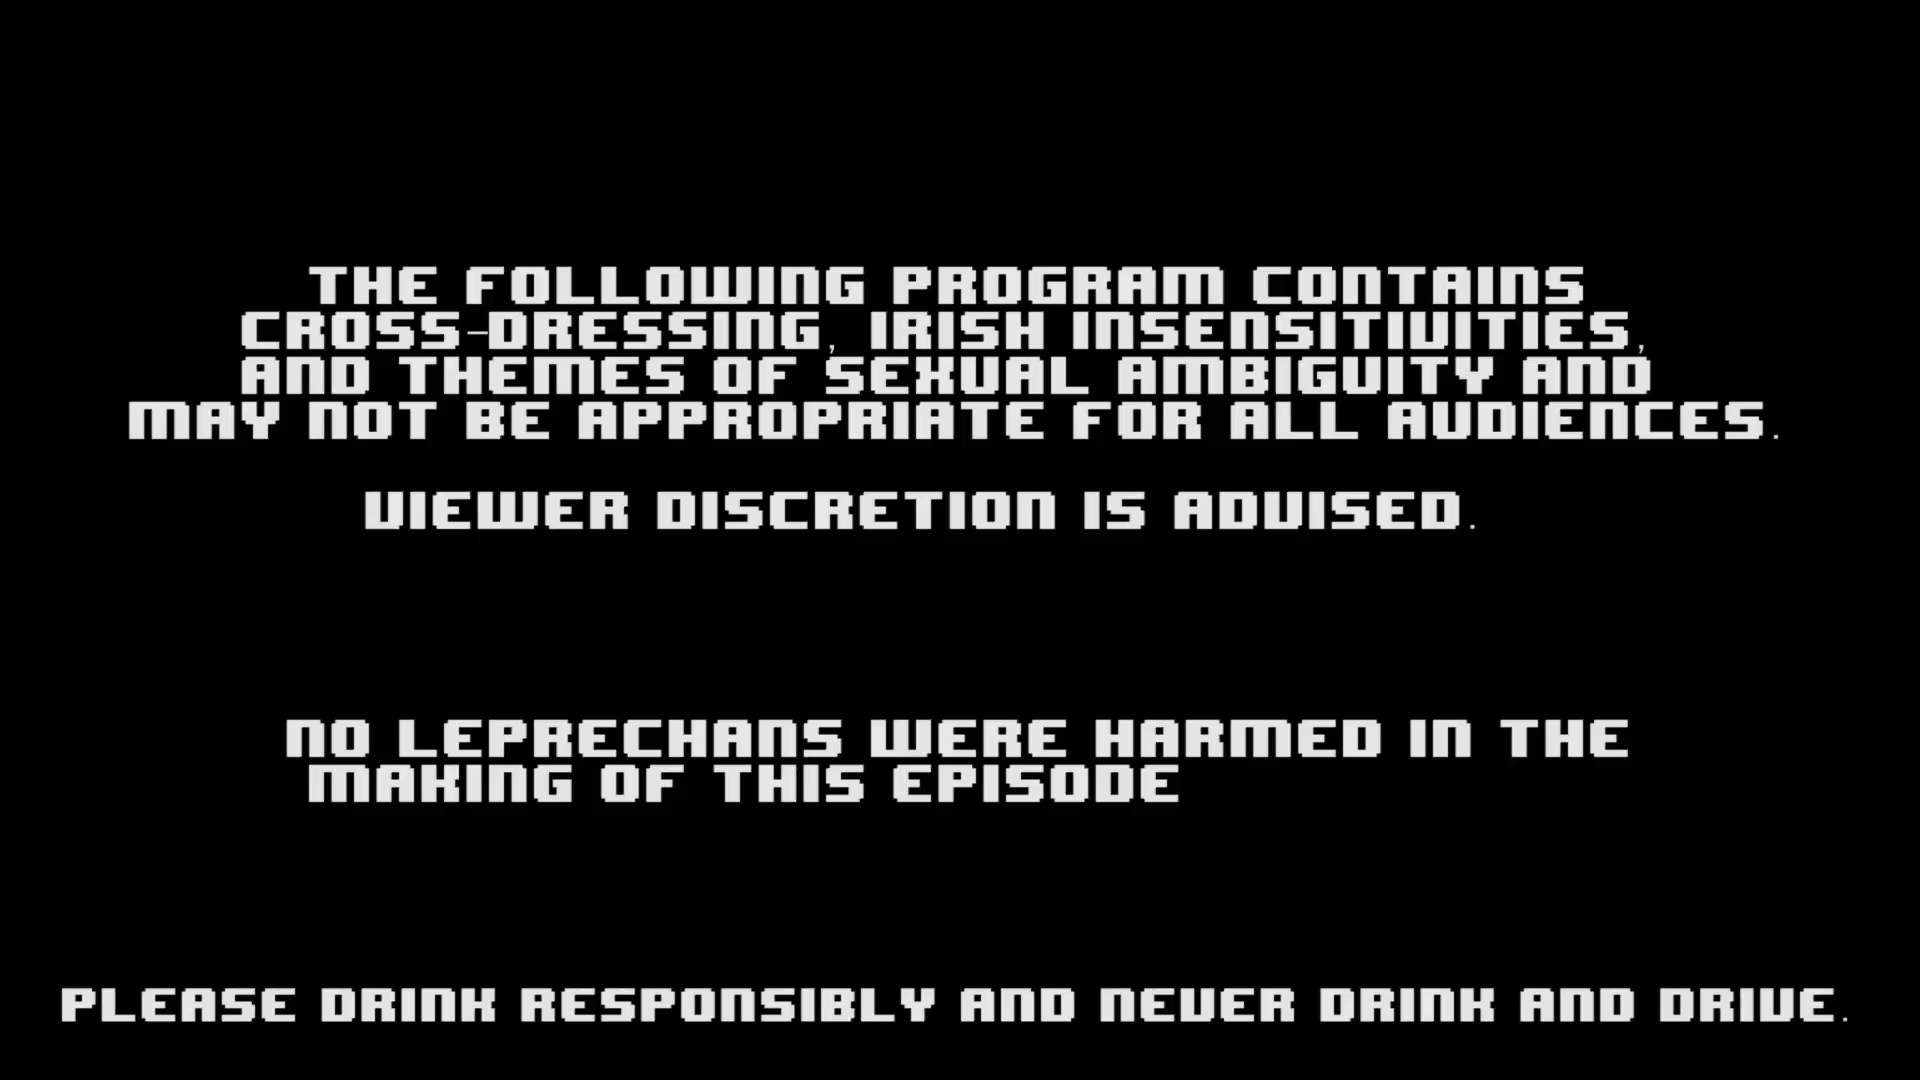 THE FOLLOWING PROGRAM CONTAINS
CROSS-DRESSING, IRISH INSENSITIVITIES,
AND THEMES OF SEXUAL AMBIGUITY AND
MAY NOT BE APPROPRIATE FOR ALL AUDIENCES.
VIEWER DISCRETION IS ADVISED.
NO LEPRECHANS WERE HARMED IN THE
MAKING OF THIS EPISODE
PLEASE DRINK RESPONSIBLY AND NEVER DRINK AND DRIVE.